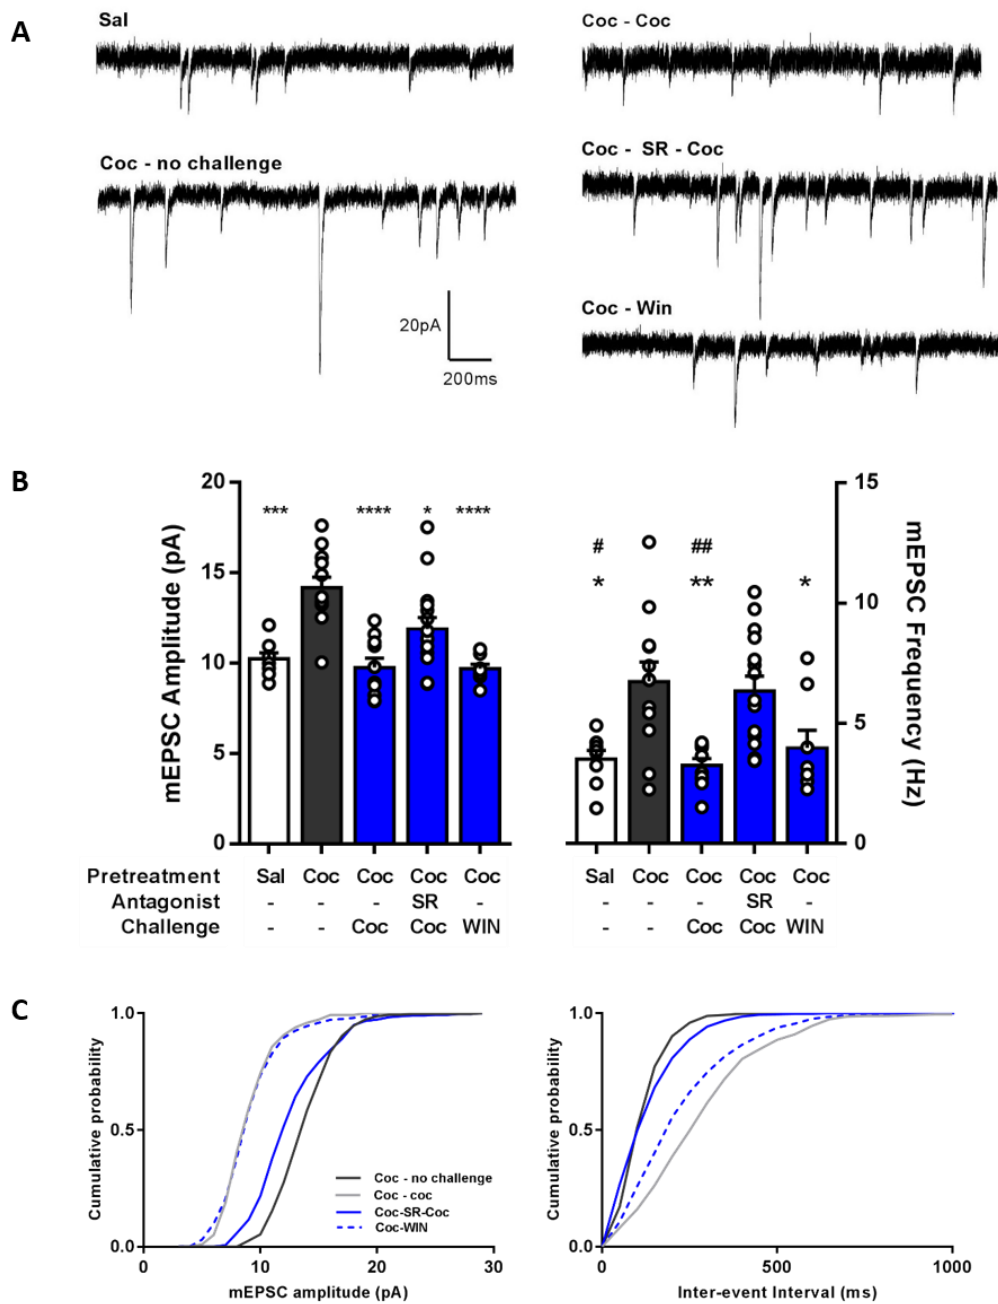 A
Sal
Coc - Coc
Coc - no challenge
Coc - SR - Coc
20pA
200ms
Coc - Win
B
mEPSC Amplitude (pA)
20
15
10
5
0
*** **** * ****
# ##
* ** *
15
10
5
0
mEPSC Frequency (Hz)
Pretreatment Sal Coc Coc Coc Coc
Antagonist - - - SR -
Challenge - - Coc Coc WIN
Sal Coc Coc Coc Coc
- - - SR -
- - Coc Coc WIN
C
Cumulative probability
1.0
0.5
0.0
0 10 20 30
mEPSC amplitude (pA)
Coc - no challenge
Coc - coc
Coc-SR-Coc
Coc-WIN
Cumulative probability
1.0
0.5
0.0
0 500 1000
Inter-event Interval (ms)